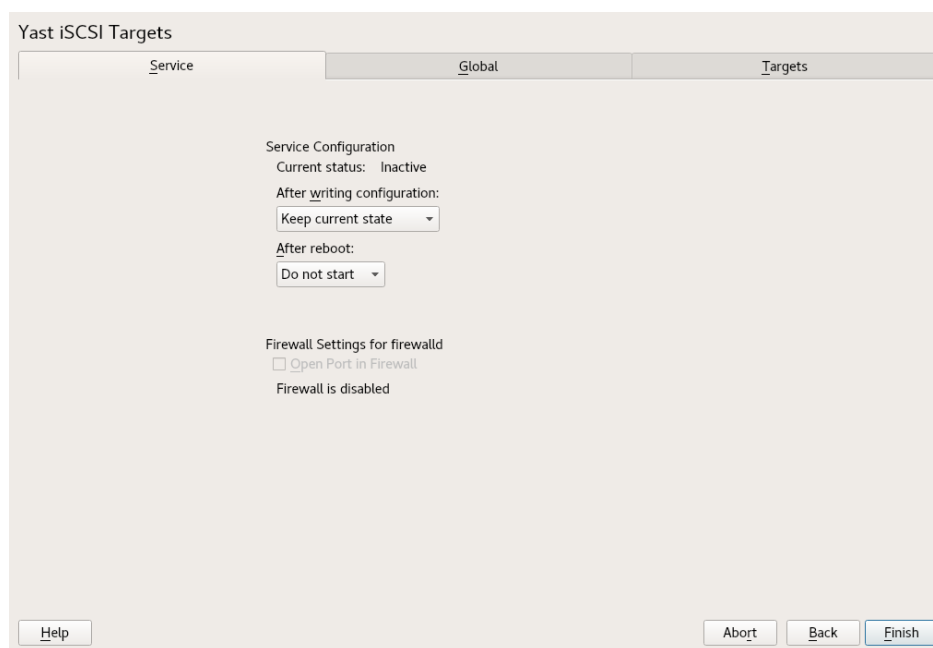 Yast iSCSI Targets
Service Global Targets
Service Configuration
Current status: Inactive
After writing configuration:
Keep current state
After reboot:
Do not start
Firewall Settings for firewalld
Open Port in Firewall
Firewall is disabled
Help Abort Back Finish